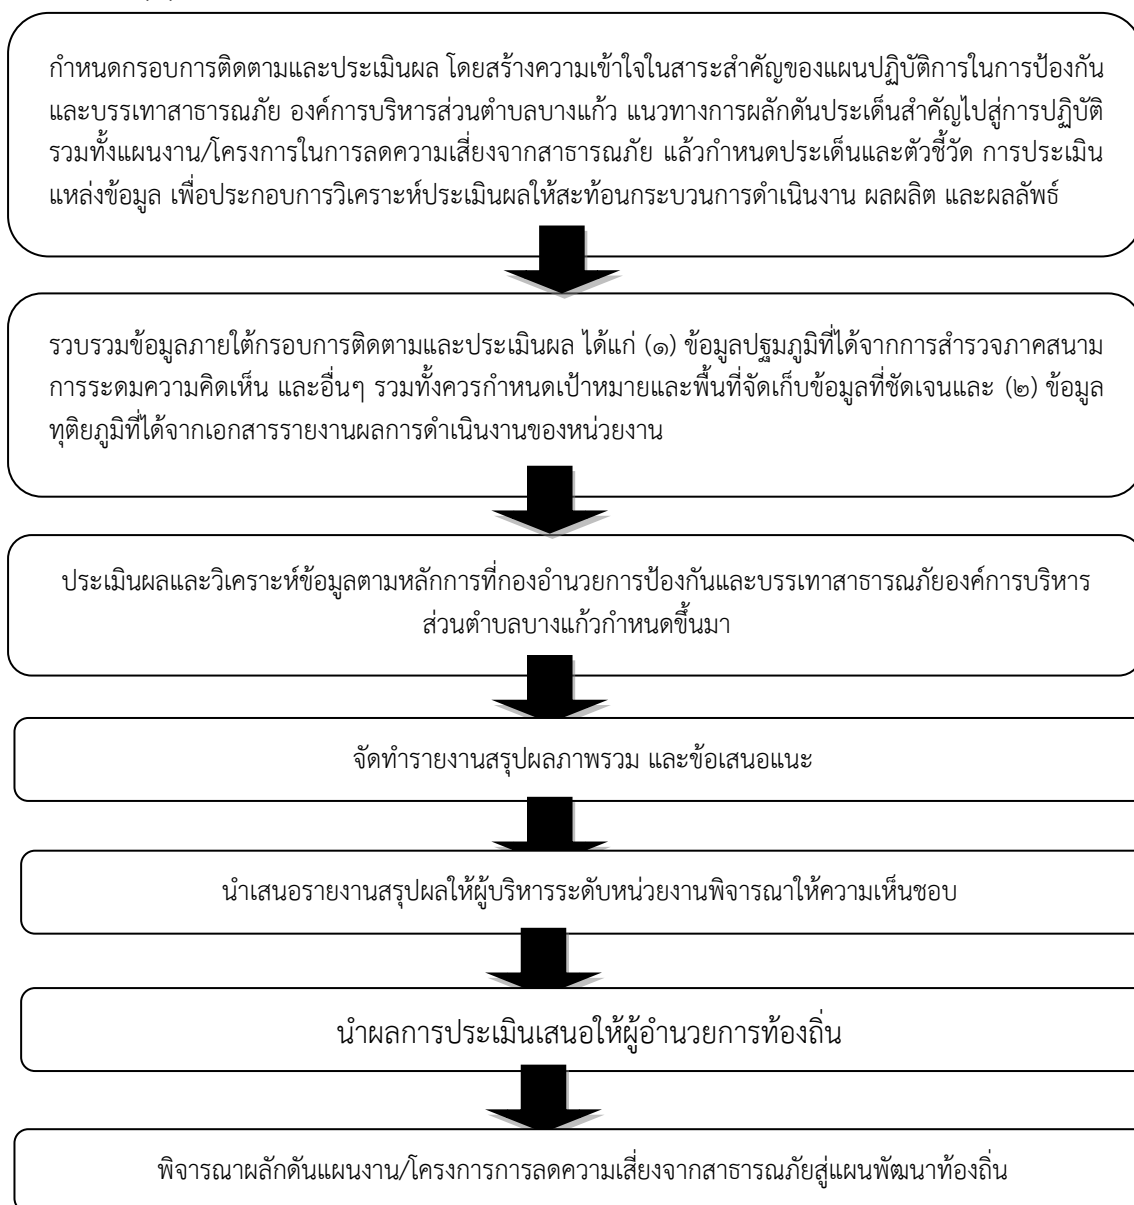 กำหนดกรอบการติดตามและประเมินผล โดยสร้างความเข้าใจในสาระสำคัญของแผนปฏิบัติการในการป้องกัน
และบรรเทาสาธารณภัย องค์การบริหารส่วนตำบลบางแก้ว แนวทางการผลักดันประเด็นสำคัญไปสู่การปฏิบัติ
รวมทั้งแผนงาน/โครงการในการลดความเสี่ยงจากสาธารณภัย แล้วกำหนดประเด็นและตัวชี้วัด การประเมิน
แหล่งข้อมูล เพื่อประกอบการวิเคราะห์ประเมินผลให้สะท้อนกระบวนการดำเนินงาน ผลผลิต และผลลัพธ์
รวบรวมข้อมูลภายใต้กรอบการติดตามและประเมินผล ได้แก่ (๑) ข้อมูลปฐมภูมิที่ได้จากการสำรวจภาคสนาม
การระดมความคิดเห็น และอื่นๆ รวมทั้งควรกำหนดเป้าหมายและพื้นที่จัดเก็บข้อมูลที่ชัดเจนและ (๒) ข้อมูล
ทุติยภูมิที่ได้จากเอกสารรายงานผลการดำเนินงานของหน่วยงาน
ประเมินผลและวิเคราะห์ข้อมูลตามหลักการที่กองอำนวยการป้องกันและบรรเทาสาธารณภัยองค์การบริหาร
ส่วนตำบลบางแก้วกำหนดขึ้นมา
จัดทำรายงานสรุปผลภาพรวม และข้อเสนอแนะ
นำเสนอรายงานสรุปผลให้ผู้บริหารระดับหน่วยงานพิจารณาให้ความเห็นชอบ
นำผลการประเมินเสนอให้ผู้อำนวยการท้องถิ่น
พิจารณาผลักดันแผนงาน/โครงการการลดความเสี่ยงจากสาธารณภัยสู่แผนพัฒนาท้องถิ่น